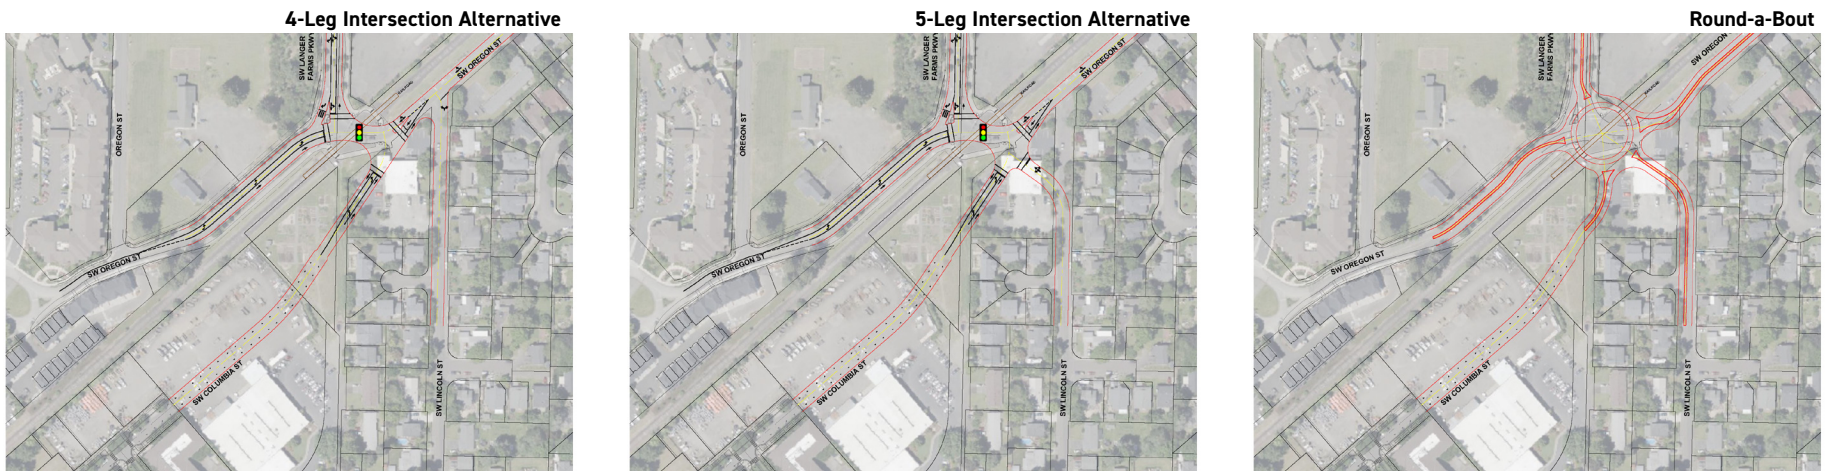 4-Leg Intersection Alternative
SW LANGER
FARMS PKWY
SW OREGON ST
OREGON ST
SW OREGON ST
SW COLUMBIA ST
SW LINCOLN ST
5-Leg Intersection Alternative
SW LANGER
FARMS PKWY
SW OREGON ST
OREGON ST
SW OREGON ST
SW COLUMBIA ST
SW LINCOLN ST
Round-a-Bout
SW LANGER
FARMS PKWY
SW OREGON
OREGON ST
SW OREGON ST
SW COLUMBIA ST
SW LINCOLN ST